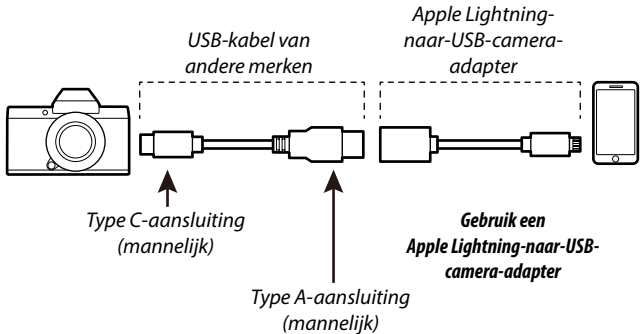 USB-kabel van
andere merken
Apple Lightning-
naar-USB-camera-
adapter
Type C-aansluiting
(mannelijk)
Gebruik een
Apple Lightning-naar-USB-
camera-adapter
Type A-aansluiting
(mannelijk)